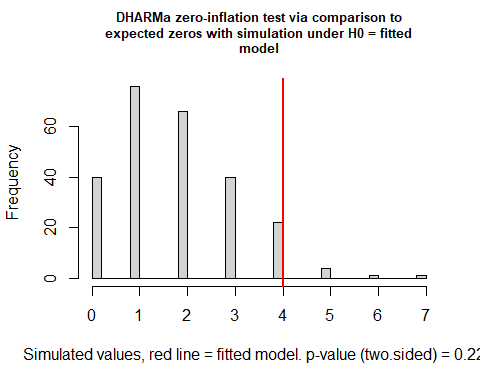 DHARMa zero-inflation test via comparison to
expected zeros with simulation under H0 = fitted
model
Frequency
60
40
20
0
0 1 2 3 4 5 6 7
Simulated values, red line = fitted model. p-value (two.sided) = 0.22